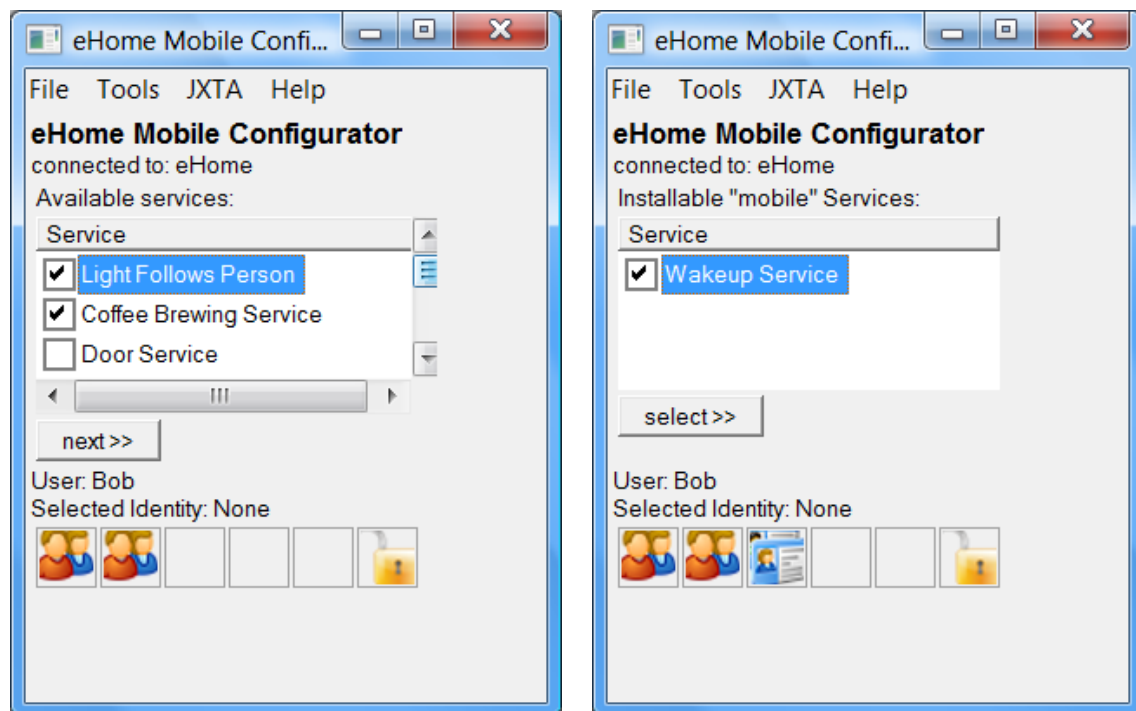 eHome Mobile Confi...
File Tools JXTA Help
eHome Mobile Configurator
connected to: eHome
Available services:
Service
Light Follows Person
Coffee Brewing Service
Door Service
next >>
User: Bob
Selected Identity: None
eHome Mobile Confi...
File Tools JXTA Help
eHome Mobile Configurator
connected to: eHome
Installable "mobile" Services:
Service
Wakeup Service
select >>
User: Bob
Selected Identity: None